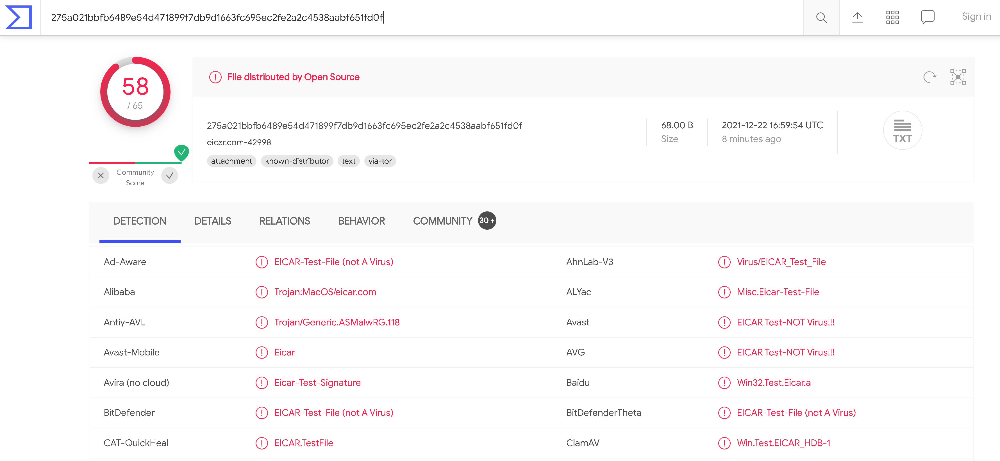 275a021bbfb6489e54d471899f7db9d1663fc695ec2fe2a2c4538aabf651fd0f
Sign in
58
/ 65
File distributed by Open Source
275a021bbfb6489e54d471899f7db9d1663fc695ec2fe2a2c4538aabf651fd0f
eicar.com-42998
attachment known-distributor text via-tor
68.00 B
Size
2021-12-22 16:59:54 UTC
8 minutes ago
TXT
Community
Score
DETECTION DETAILS RELATIONS BEHAVIOR COMMUNITY 30 +
Ad-Aware EICAR-Test-File (not A Virus) AhnLab-V3 Virus/EICAR_Test_File
Alibaba Trojan:MacOS/eicar.com ALYac Misc.Eicar-Test-File
Antiy-AVL Trojan/Generic.ASMalwRG.118 Avast EICAR Test-NOT Virus!!!
Avast-Mobile Eicar AVG EICAR Test-NOT Virus!!!
Avira (no cloud) Eicar-Test-Signature Baidu Win32.Test.Eicar.a
BitDefender EICAR-Test-File (not A Virus) BitDefenderTheta EICAR-Test-File (not A Virus)
CAT-QuickHeal EICAR.TestFile ClamAV Win.Test.EICAR_HDB-1